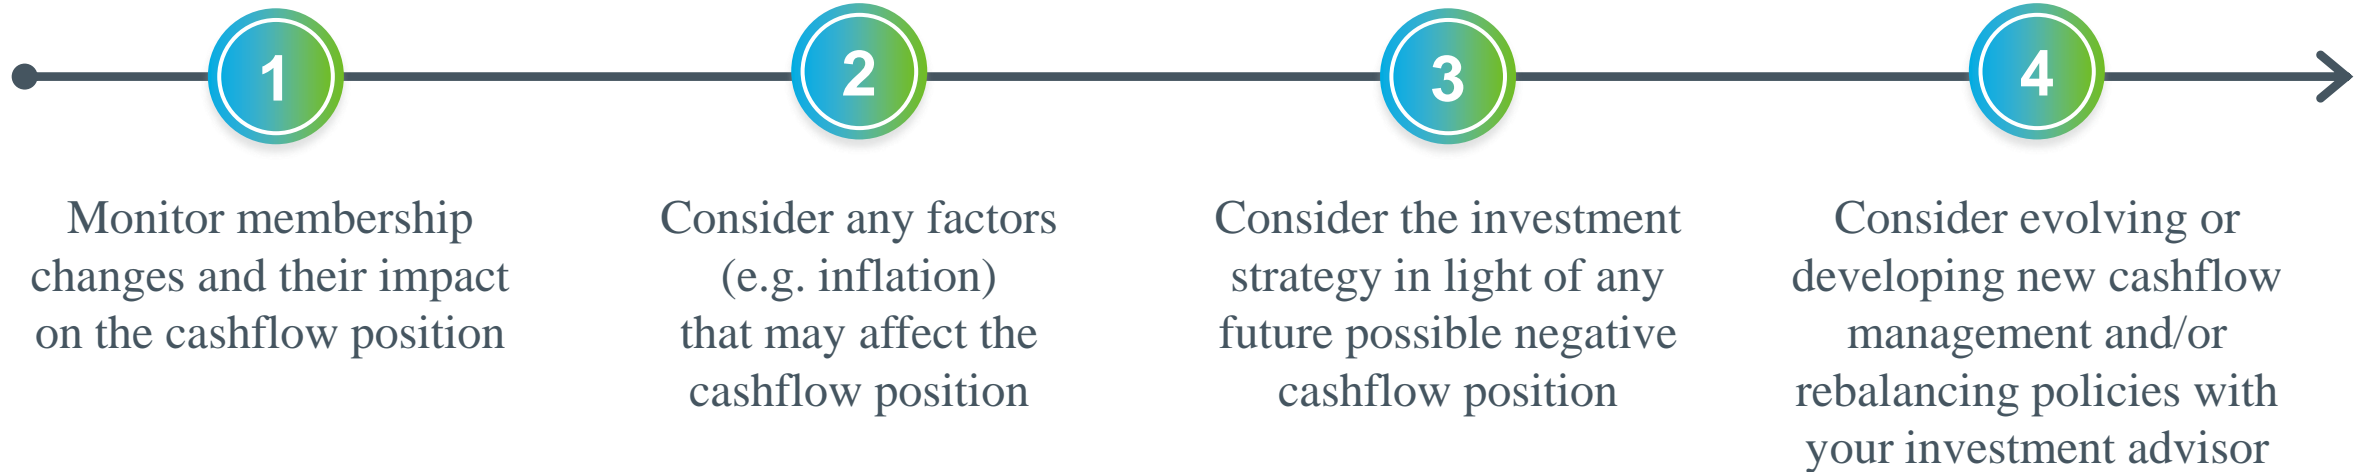 1
Monitor membership
changes and their impact
on the cashflow position
2
Consider any factors
(e.g. inflation)
that may affect the
cashflow position
3
Consider the investment
strategy in light of any
future possible negative
cashflow position
4
Consider evolving or
developing new cashflow
management and/or
rebalancing policies with
your investment advisor